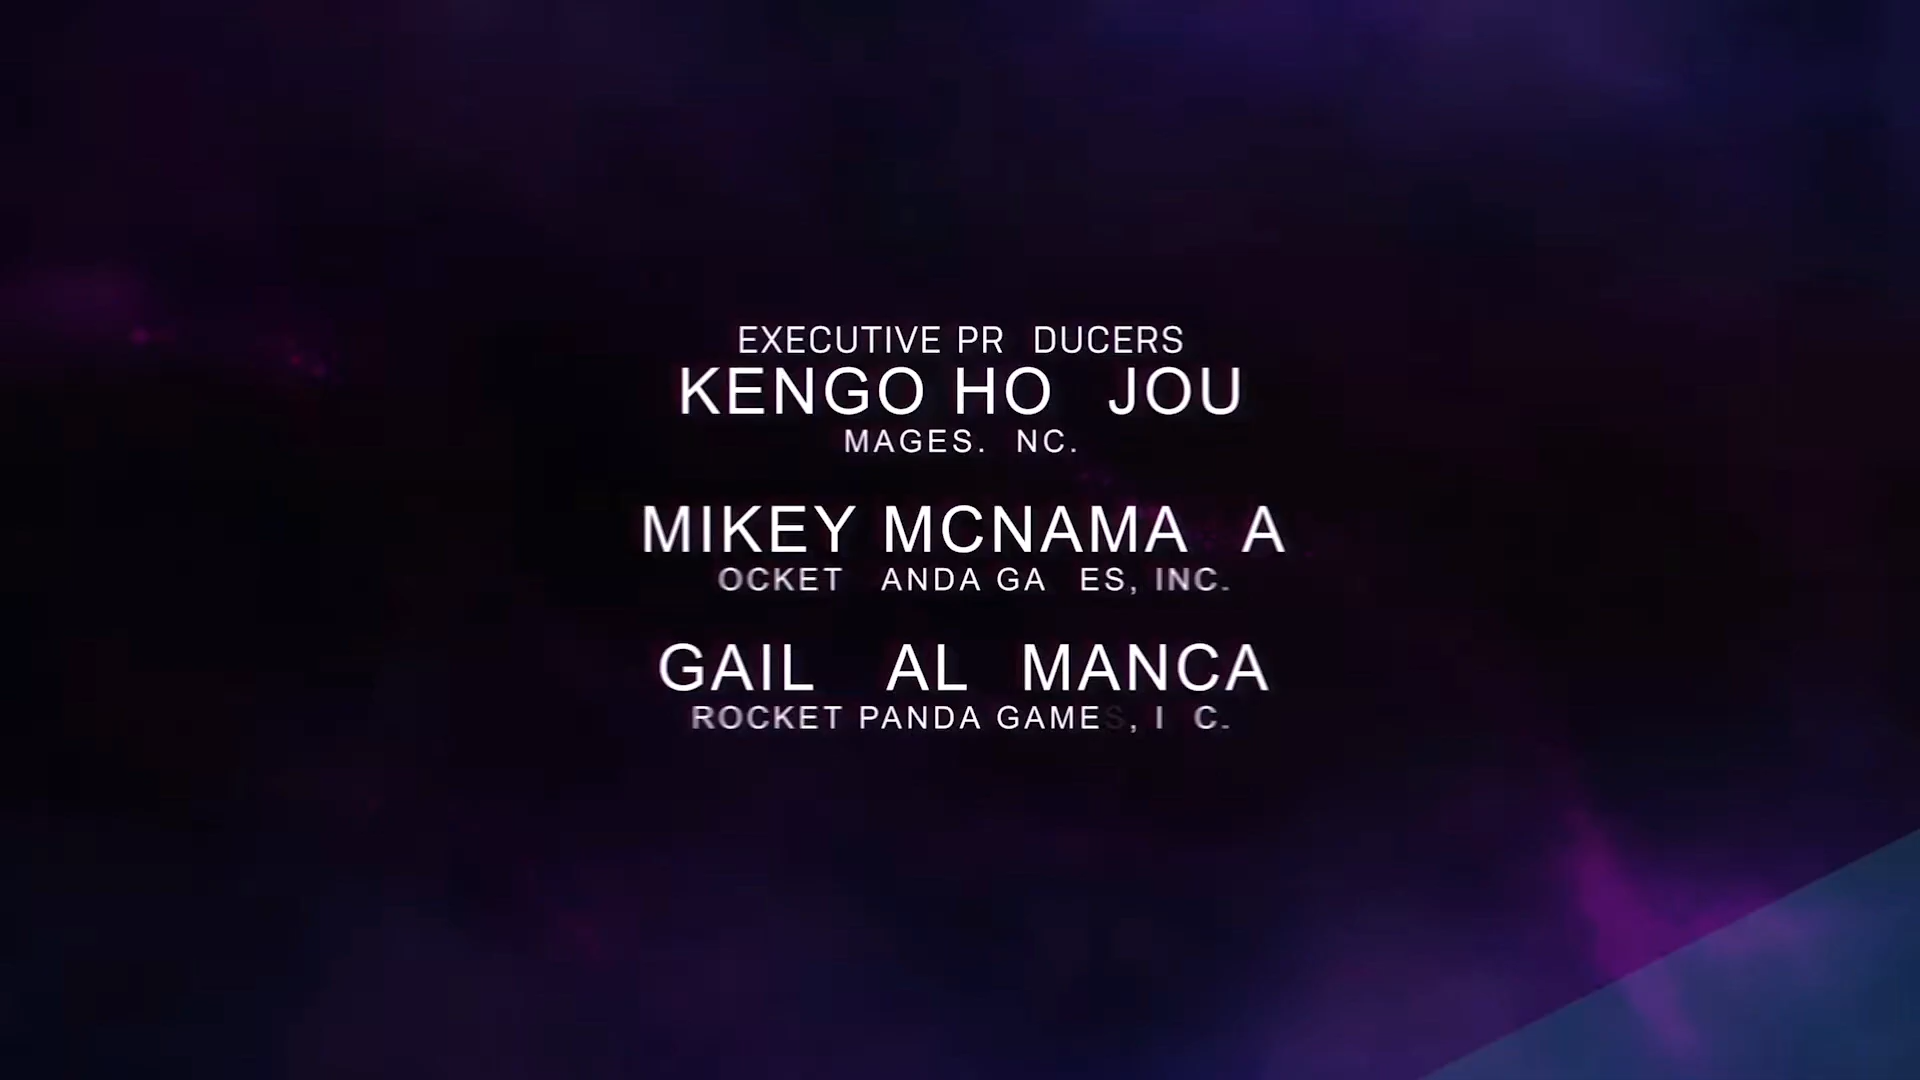 EXECUTIVE PR DUCERS
KENGO HO JOU
MAGES. NC.
MIKEY MCNAMA A
OCKET ANDA GA ES, INC.
GAIL AL MANCA
ROCKET PANDA GAMES, I C.